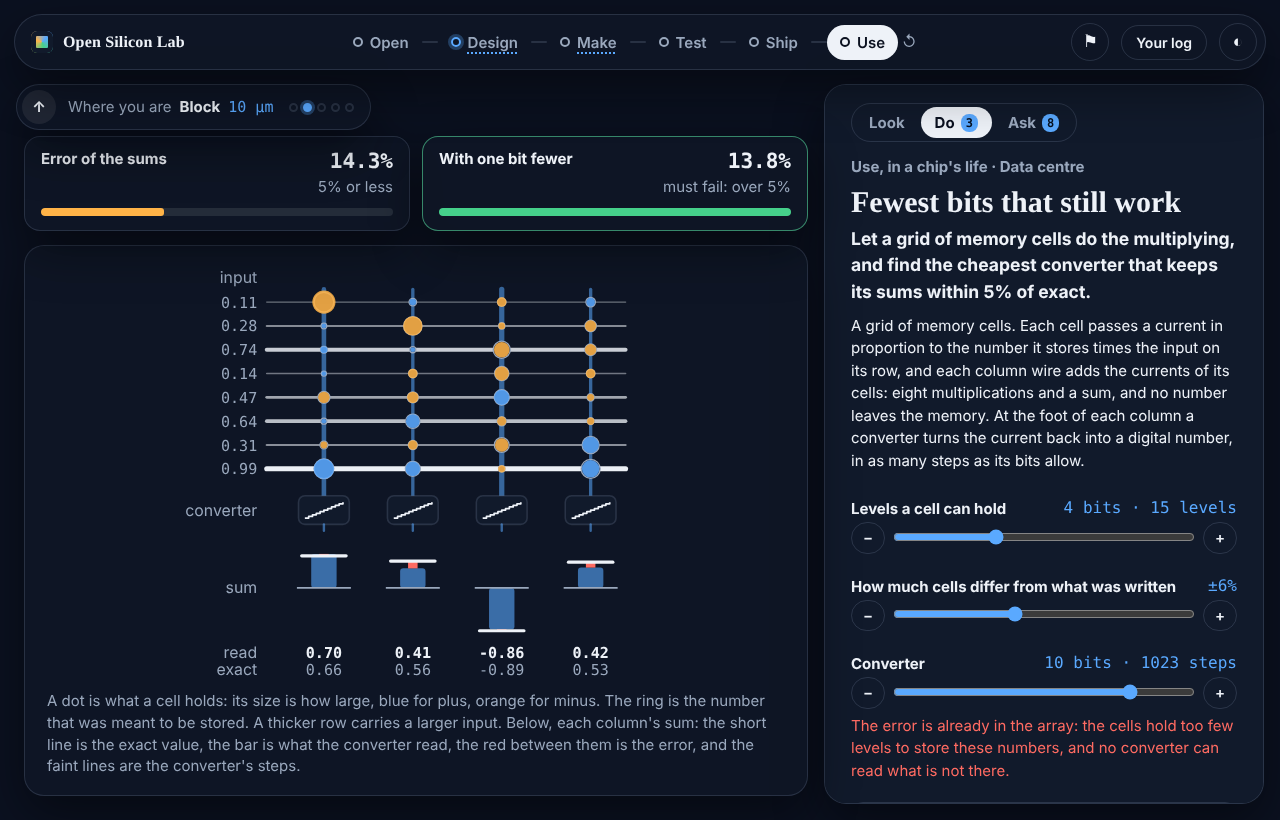 Open Silicon Lab
Open
Design
Make
Test
Ship
Use
Your log
Where you are Block 10 µm
Error of the sums
14.3%
5% or less
With one bit fewer
13.8%
must fail: over 5%
input
0.11
0.28
0.74
0.14
0.47
0.64
0.31
0.99
converter
sum
read 0.70 0.41 -0.86 0.42
exact 0.66 0.56 -0.89 0.53
A dot is what a cell holds: its size is how large, blue for plus, orange for minus. The ring is the number
that was meant to be stored. A thicker row carries a larger input. Below, each column's sum: the short
line is the exact value, the bar is what the converter read, the red between them is the error, and the
faint lines are the converter's steps.
Look
Do 3
Ask 8
Use, in a chip's life · Data centre
Fewest bits that still work
Let a grid of memory cells do the multiplying,
and find the cheapest converter that keeps
its sums within 5% of exact.
A grid of memory cells. Each cell passes a current in
proportion to the number it stores times the input on
its row, and each column wire adds the currents of its
cells: eight multiplications and a sum, and no number
leaves the memory. At the foot of each column a
converter turns the current back into a digital number,
in as many steps as its bits allow.
Levels a cell can hold
4 bits · 15 levels
−
+
How much cells differ from what was written
±6%
−
+
Converter
10 bits · 1023 steps
−
+
The error is already in the array: the cells hold too few
levels to store these numbers, and no converter can
read what is not there.